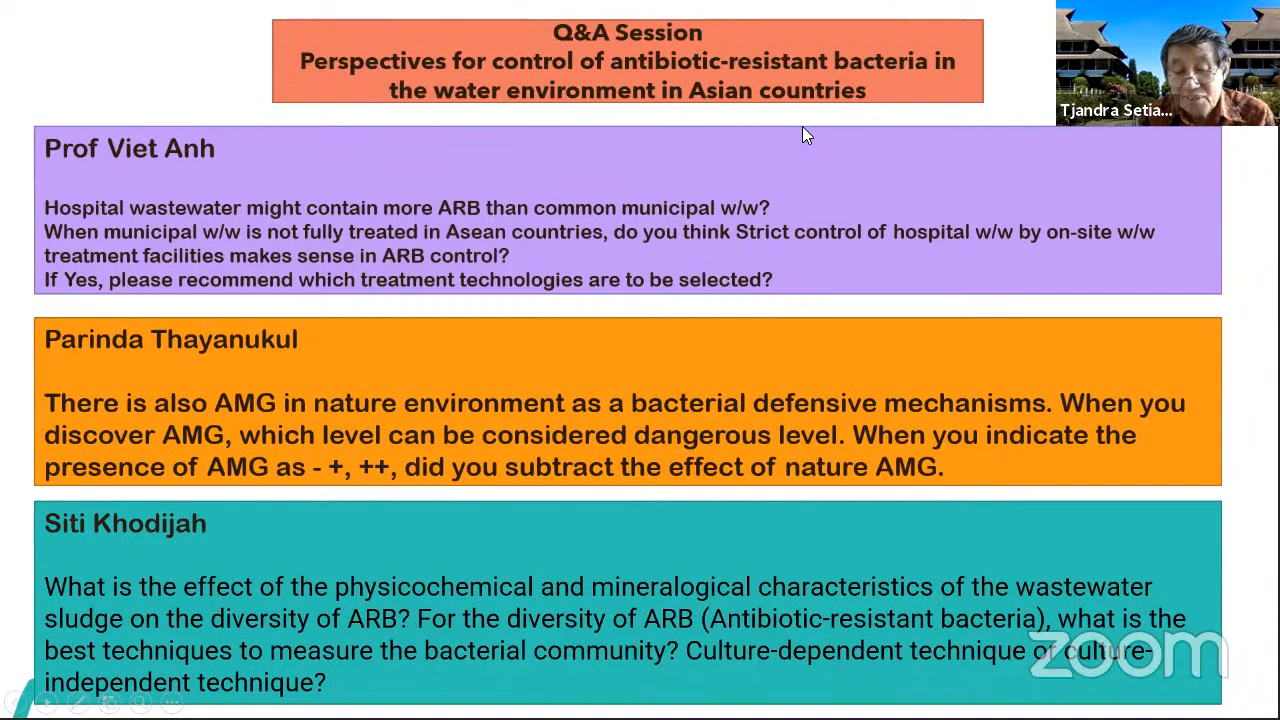 Q&A Session
Perspectives for control of antibiotic-resistant bacteria in
the water environment in Asian countries
Tjandra Setia...
Prof Viet Anh
Hospital wastewater might contain more ARB than common municipal w/w?
When municipal w/w is not fully treated in Asean countries, do you think Strict control of hospital w/w by on-site w/w
treatment facilities makes sense in ARB control?
If Yes, please recommend which treatment technologies are to be selected?
Parinda Thayanukul
There is also AMG in nature environment as a bacterial defensive mechanisms. When you
discover AMG, which level can be considered dangerous level. When you indicate the
presence of AMG as - +, ++, did you subtract the effect of nature AMG.
Siti Khodijah
What is the effect of the physicochemical and mineralogical characteristics of the wastewater
sludge on the diversity of ARB? For the diversity of ARB (Antibiotic-resistant bacteria), what is the
best techniques to measure the bacterial community? Culture-dependent technique or culture-
independent technique?
zoom